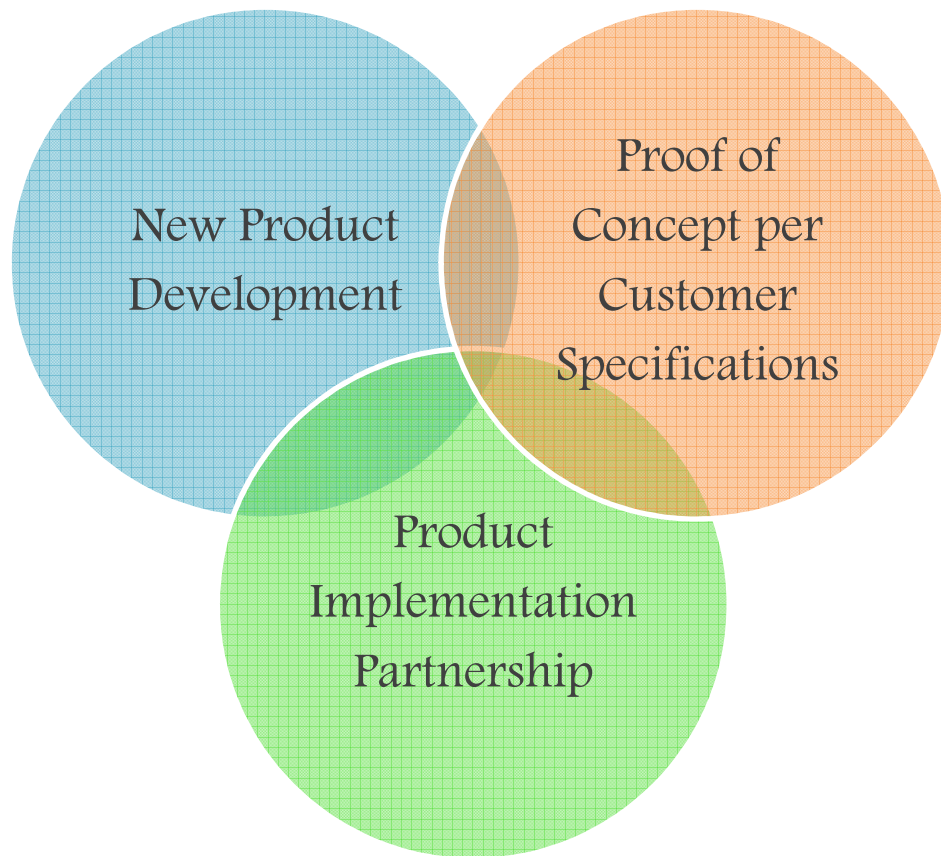 New Product
Development
Proof of
Concept per
Customer
Specifications
Product
Implementation
Partnership